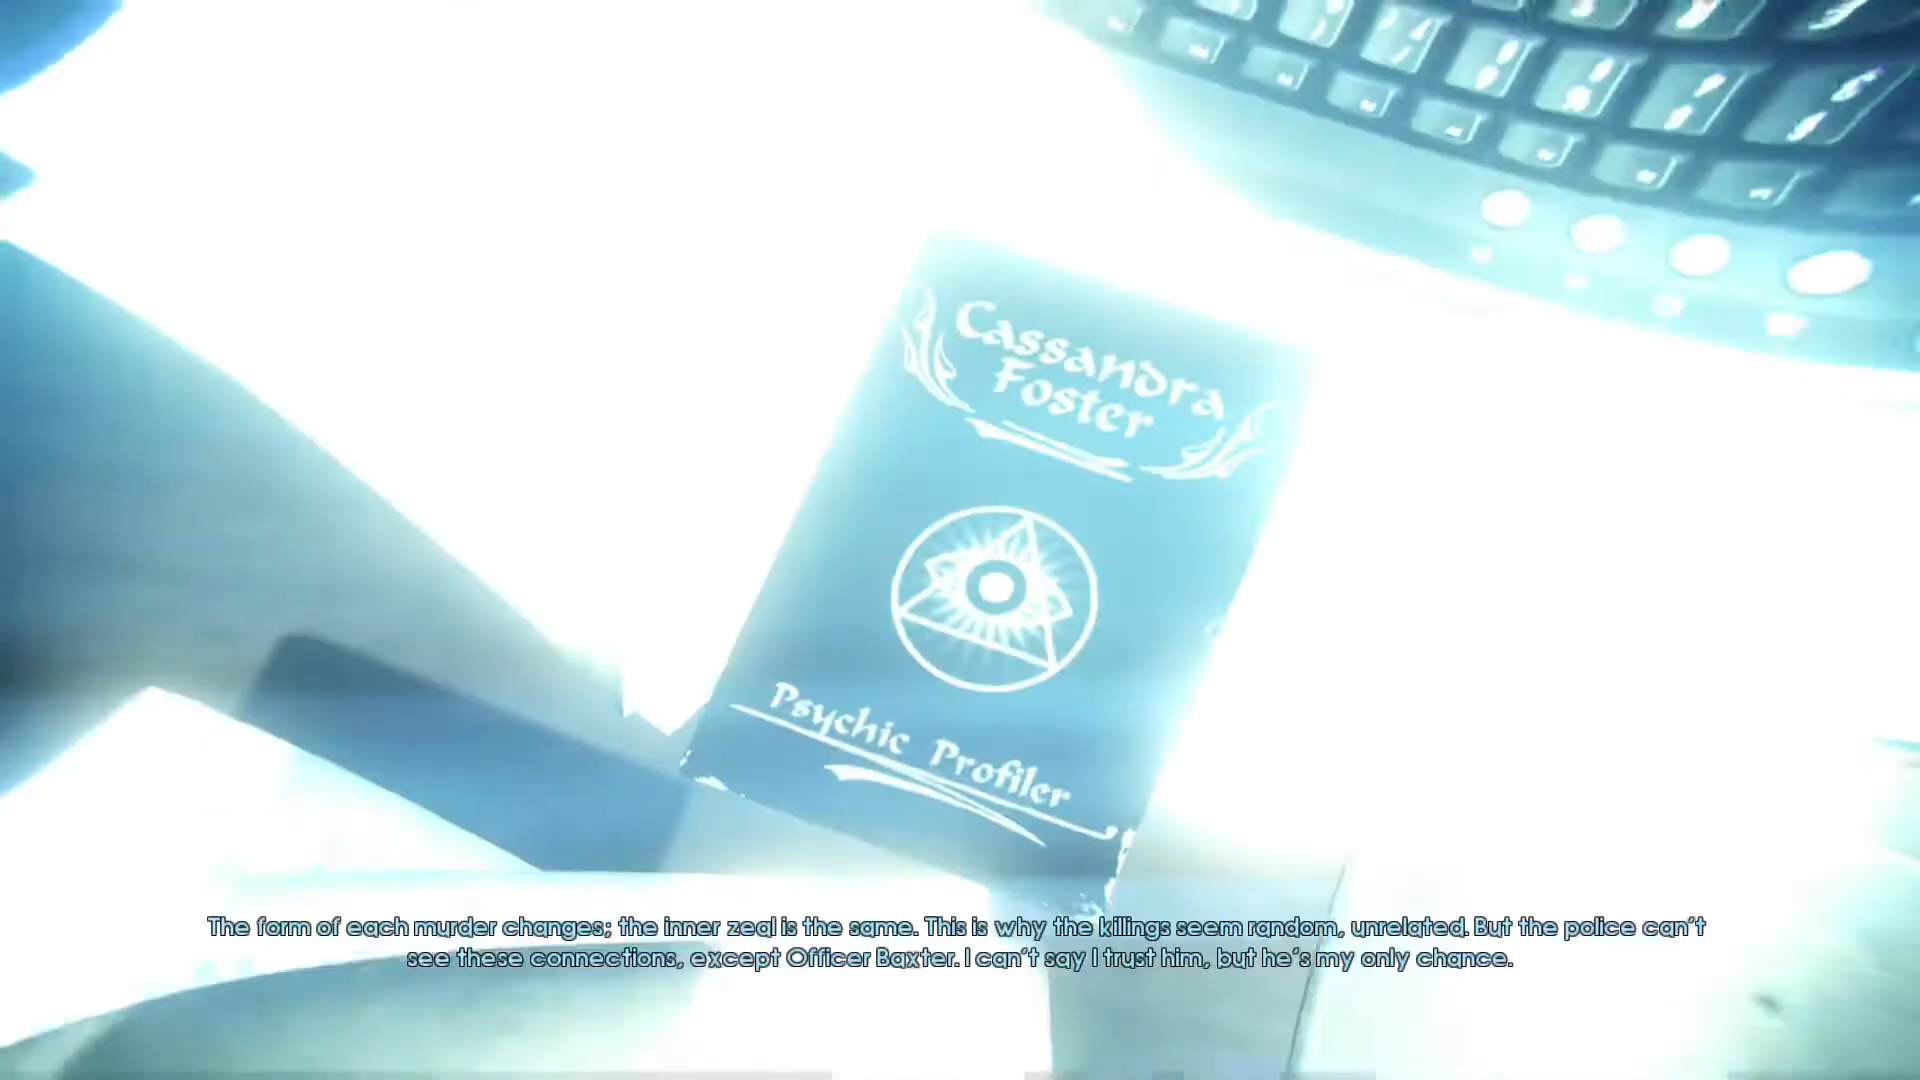 Cassandra
Foster
Psychic Profiler
The form of each murder changes; the inner zeal is the same. This is why the killings seem random, unrelated. But the police can't
see these connections, except Officer Baxter. I can't say I trust him, but he's my only chance.